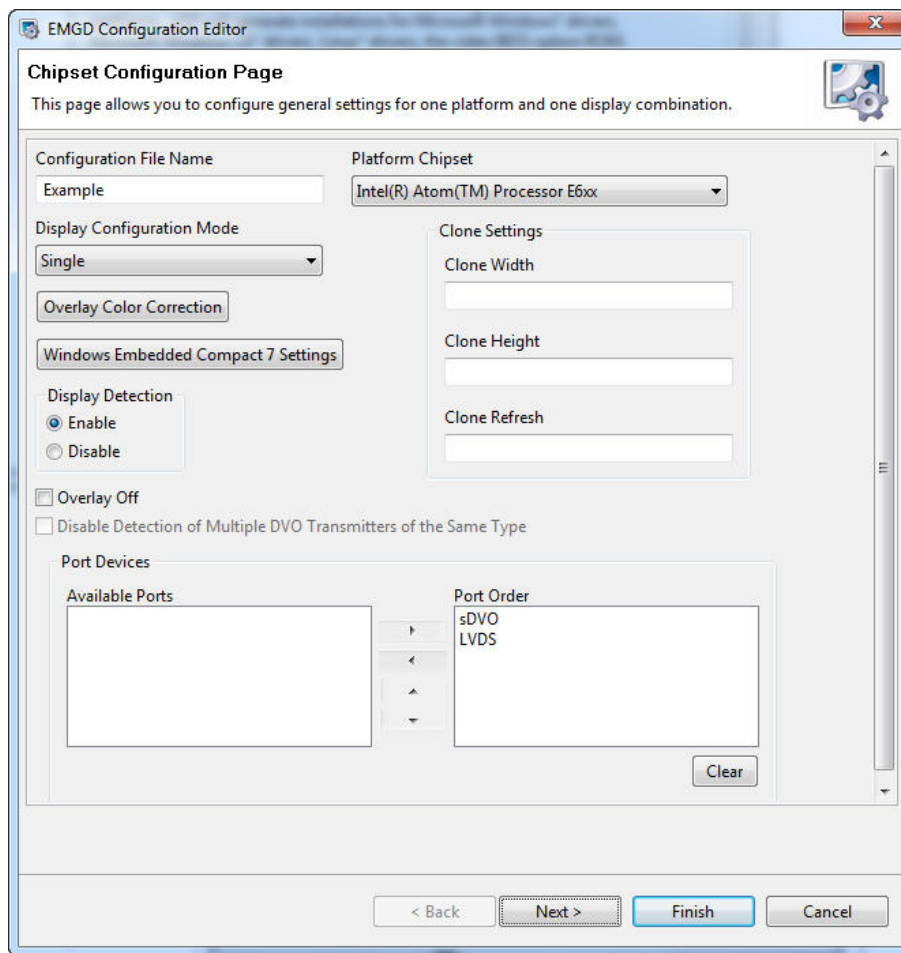 EMGD Configuration Editor
Chipset Configuration Page
This page allows you to configure general settings for one platform and one display combination.
Configuration File Name
Platform Chipset
Example
Intel(R) Atom(TM) Processor E6xx
Display Configuration Mode
Single
Clone Settings
Clone Width
Overlay Color Correction
Windows Embedded Compact 7 Settings
Clone Height
Display Detection
Enable
Disable
Clone Refresh
Overlay Off
Disable Detection of Multiple DVO Transmitters of the Same Type
Port Devices
Available Ports
Port Order
sDVO
LVDS
Clear
< Back
Next >
Finish
Cancel